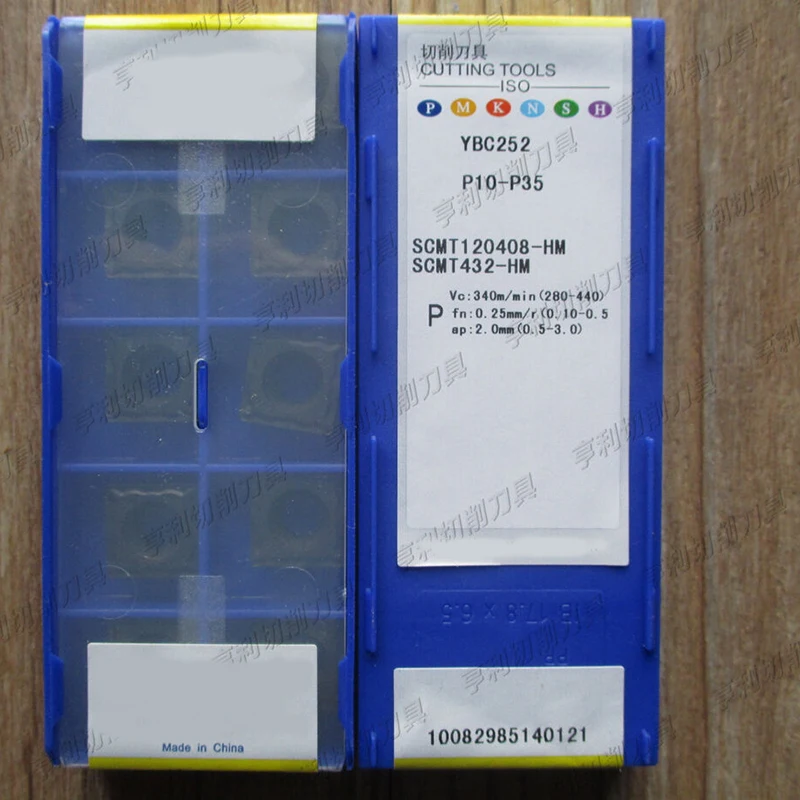 切削刀具
CUTTING TOOLS
ISO
P M K N S H
YBC252
P10-P35
SCMT120408-HM
SCMT432-HM
Vc:340m/min(280-440)
P fn:0.25mm/r(0.10-0.5
ap:2.0mm(0.5-3.0)
10082985140121
Made in China
亨利切削刀具